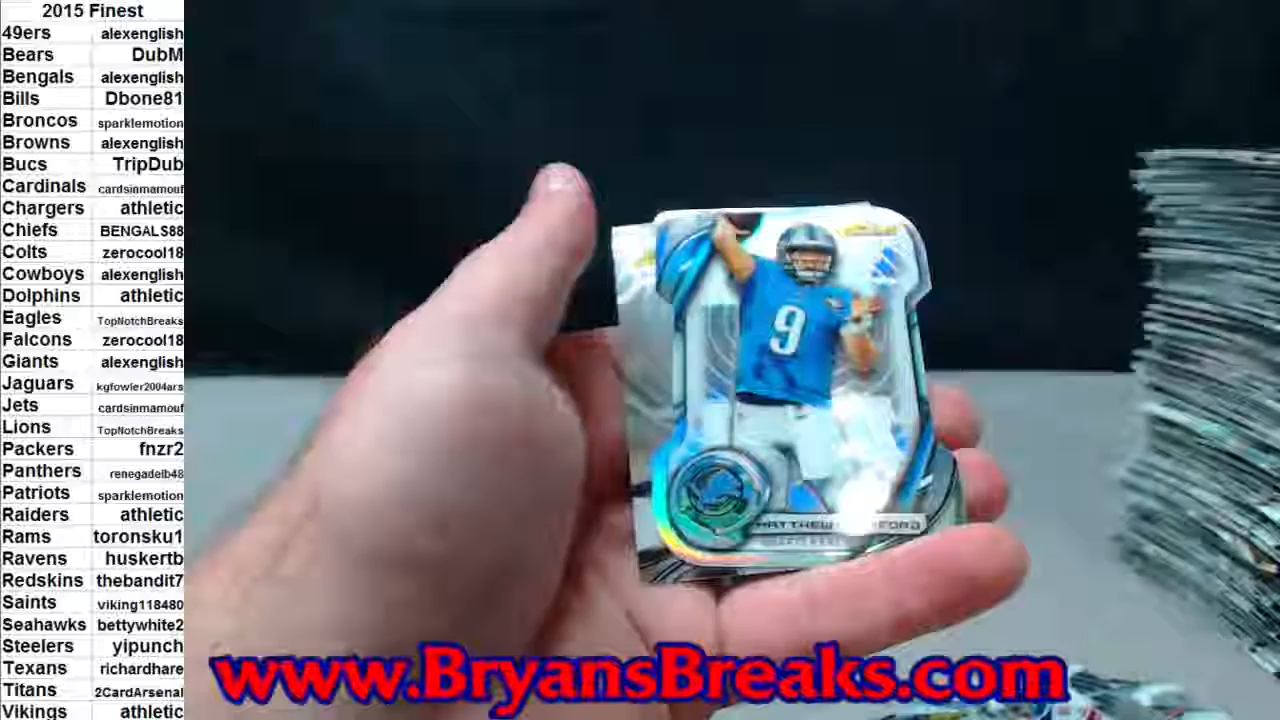 2015 Finest
49ers alexenglish
Bears DubM
Bengals alexenglish
Bills Dbone81
Broncos sparklemotion
Browns alexenglish
Bucs TripDub
Cardinals cardsinmamouf
Chargers athletic
Chiefs BENGALS88
Colts zerocool18
Cowboys alexenglish
Dolphins athletic
Eagles TopNotchBreaks
Falcons zerocool18
Giants alexenglish
Jaguars kgfowler2004ars
Jets cardsinmamouf
Lions TopNotchBreaks
Packers fnzr2
Panthers renegadelb48
Patriots sparklemotion
Raiders athletic
Rams toronsku1
Ravens huskertb
Redskins thebandit7
Saints viking118480
Seahawks bettywhite2
Steelers yipunch
Texans richardhare
Titans 2CardArsenal
Vikings athletic
9
MATTHEW
www.BryansBreaks.com